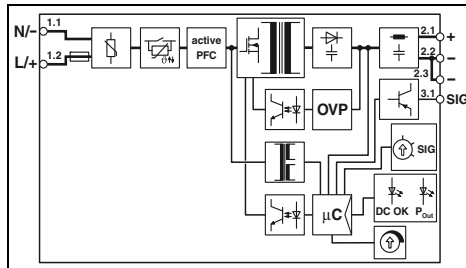 N/-
1.1
L/+
1.2
active
PFC
2.1
+
2.2
-
2.3
-
3.1
SIG
OVP
SIG
µC
DC OK
POut
ϑ